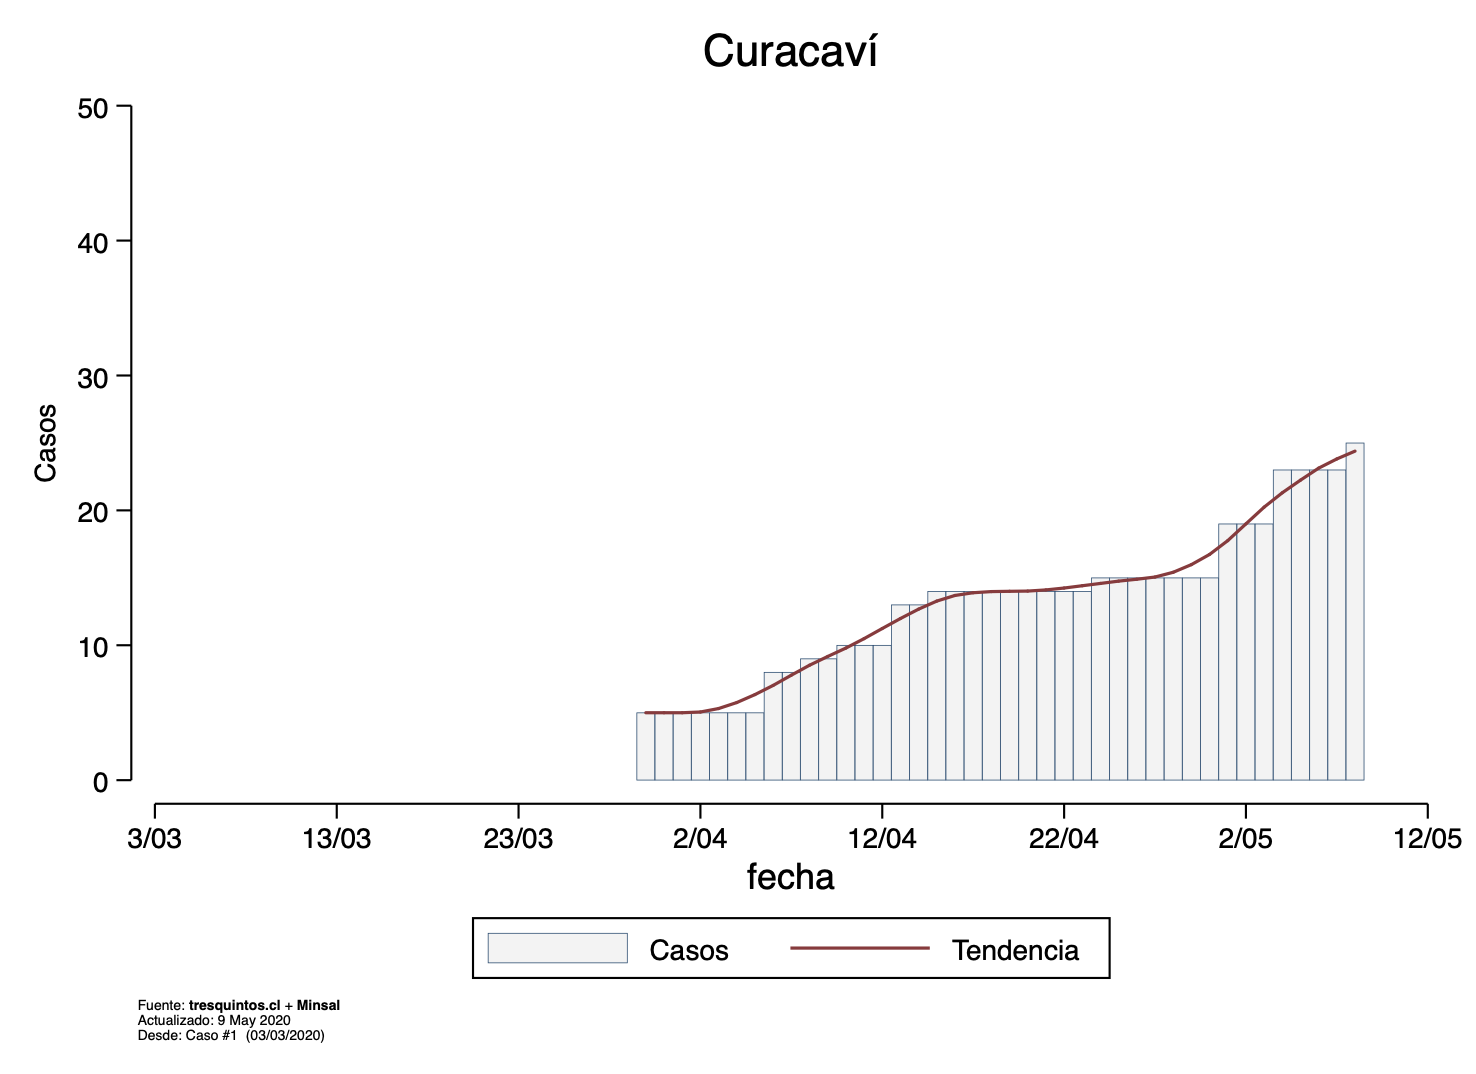 Curacaví
50
40
30
20
10
0
Casos
3/03 13/03 23/03 2/04 12/04 22/04 2/05 12/05
fecha
Casos Tendencia
Fuente: tresquintos.cl + Minsal
Actualizado: 9 May 2020
Desde: Caso #1 (03/03/2020)